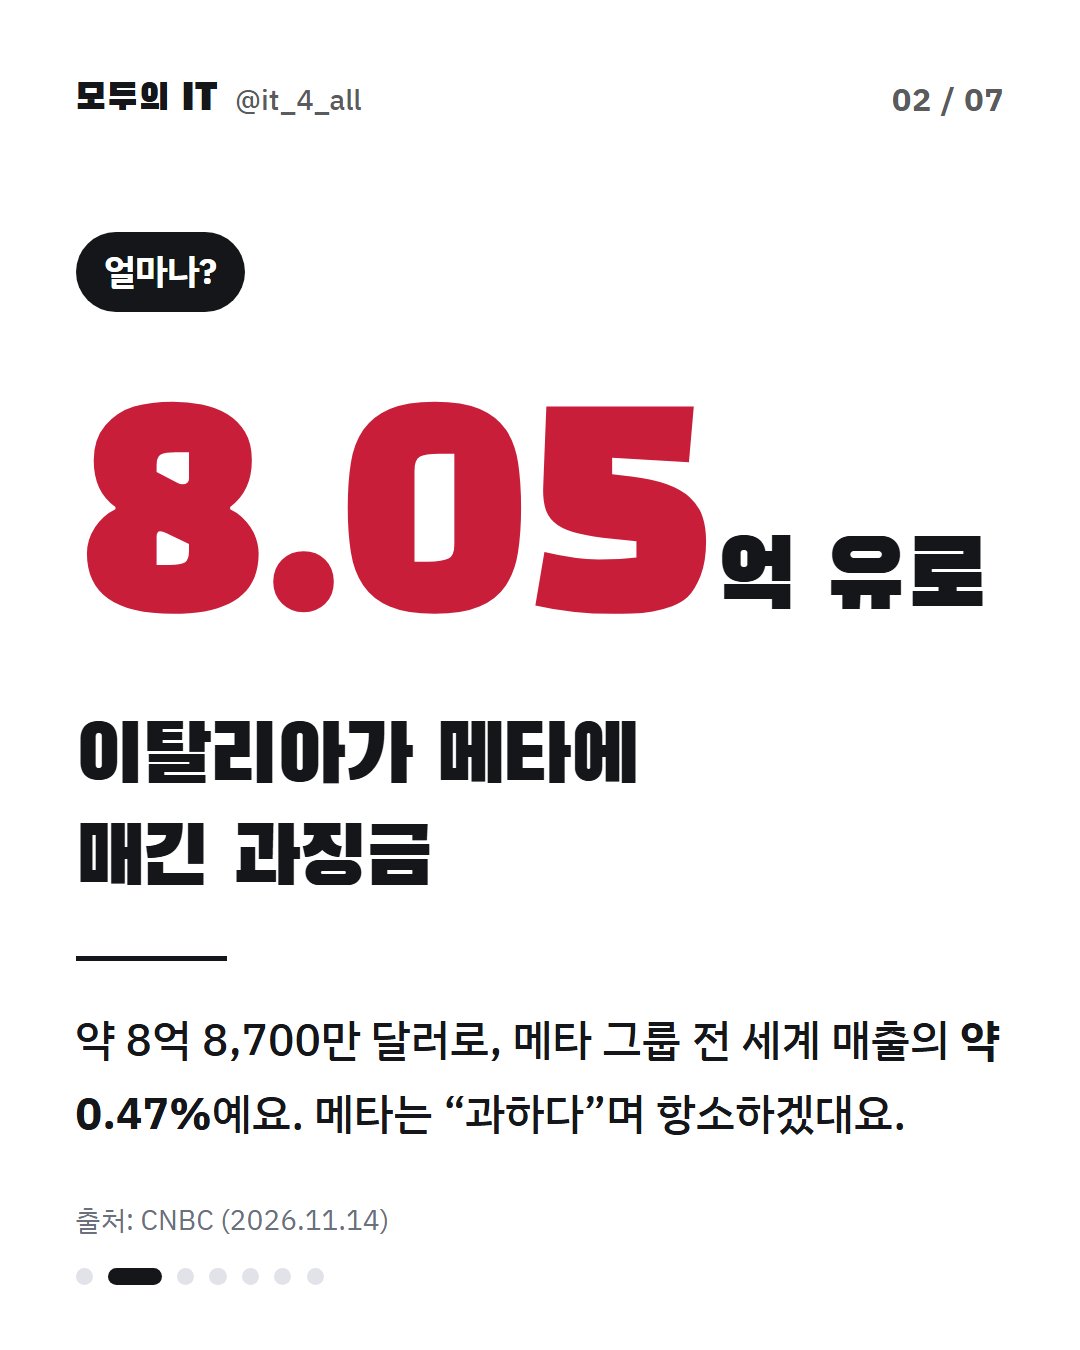 모두의 IT @it_4_all
02 / 07
얼마나?
8.05억 유로
이탈리아가 메타에
매긴 과징금
약 8억 8,700만 달러로, 메타 그룹 전 세계 매출의 약
0.47%예요. 메타는 “과하다”며 항소하겠대요.
출처: CNBC (2026.11.14)